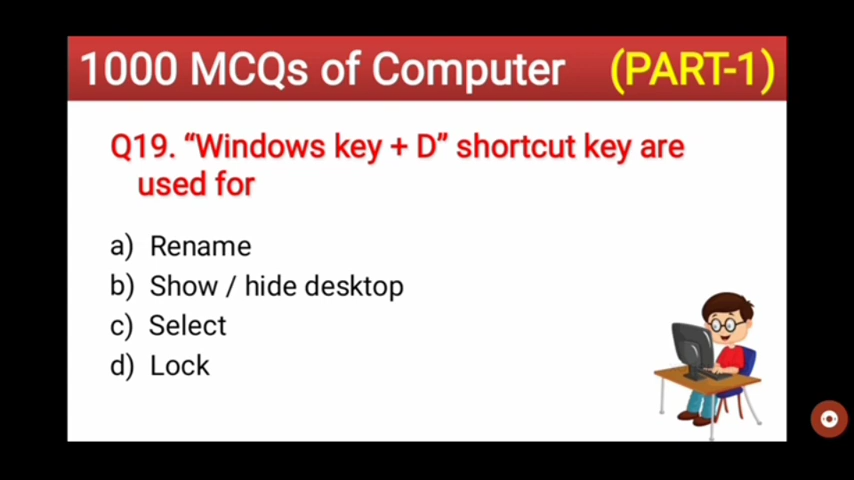 1000 MCQs of Computer (PART-1)
Q19. “Windows key + D” shortcut key are
used for
a) Rename
b) Show / hide desktop
c) Select
d) Lock